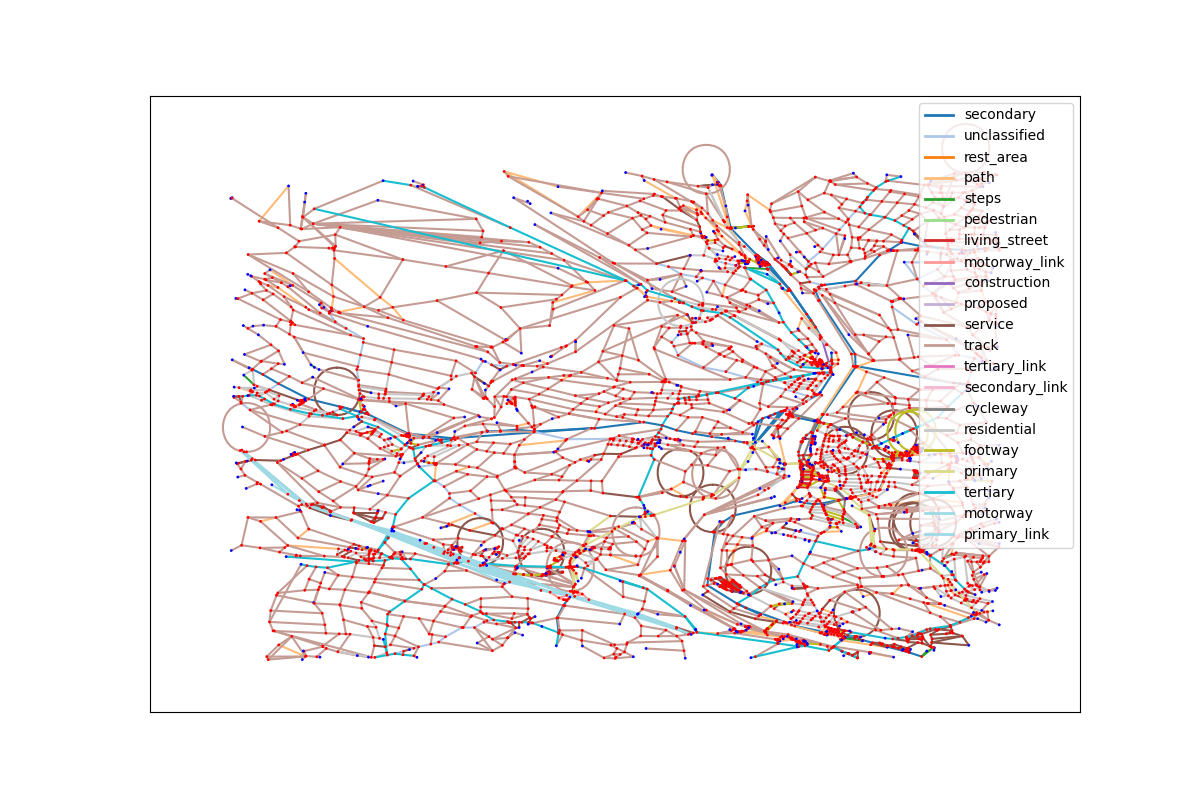 secondary
unclassified
rest_area
path
steps
pedestrian
living_street
motorway_link
construction
proposed
service
track
tertiary_link
secondary_link
cycleway
residential
footway
primary
tertiary
motorway
primary_link